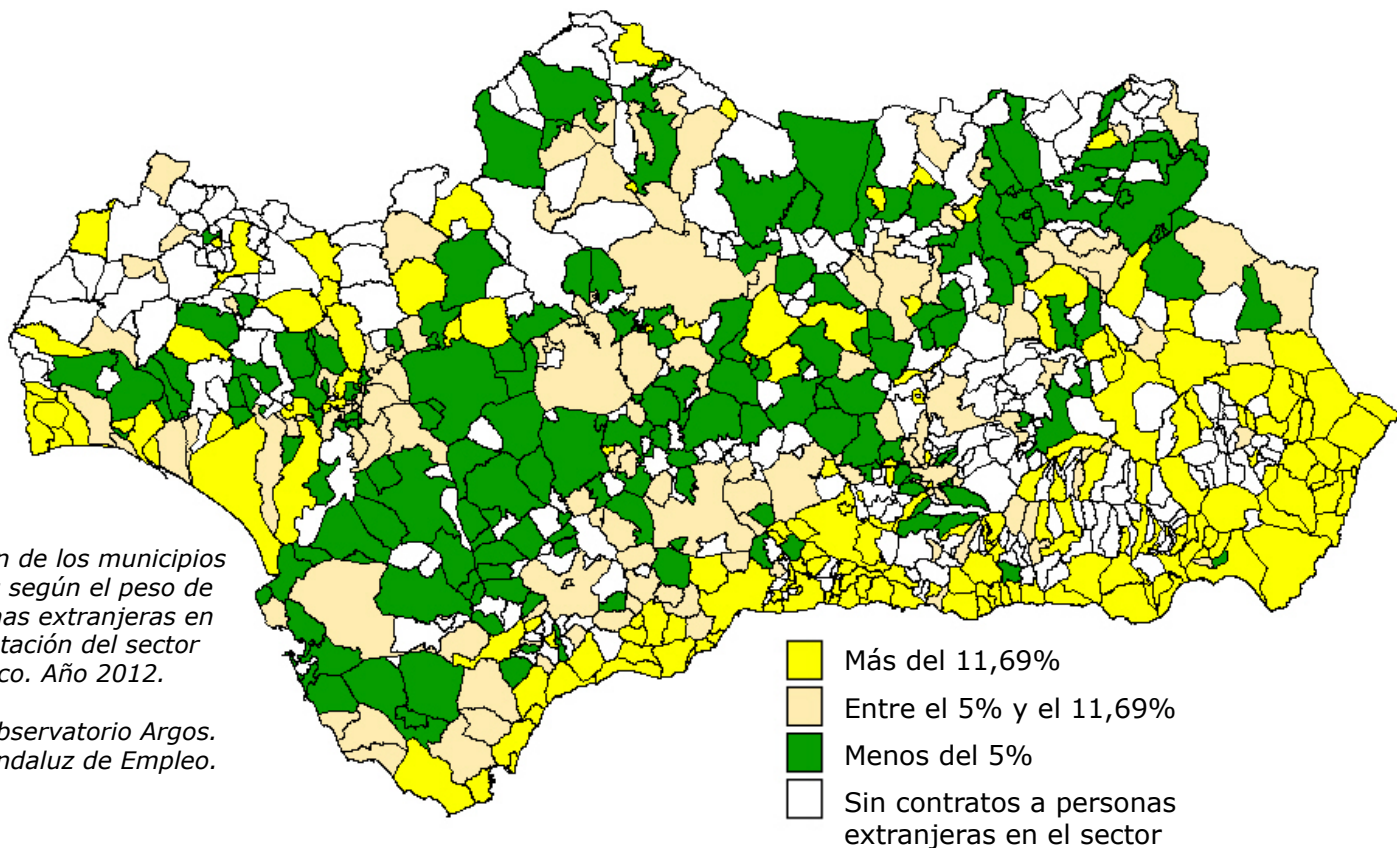 n de los municipios
según el peso de
nas extranjeras en
tación del sector
co. Año 2012.
bservatorio Argos.
ndaluz de Empleo.
Más del 11,69%
Entre el 5% y el 11,69%
Menos del 5%
Sin contratos a personas
extranjeras en el sector